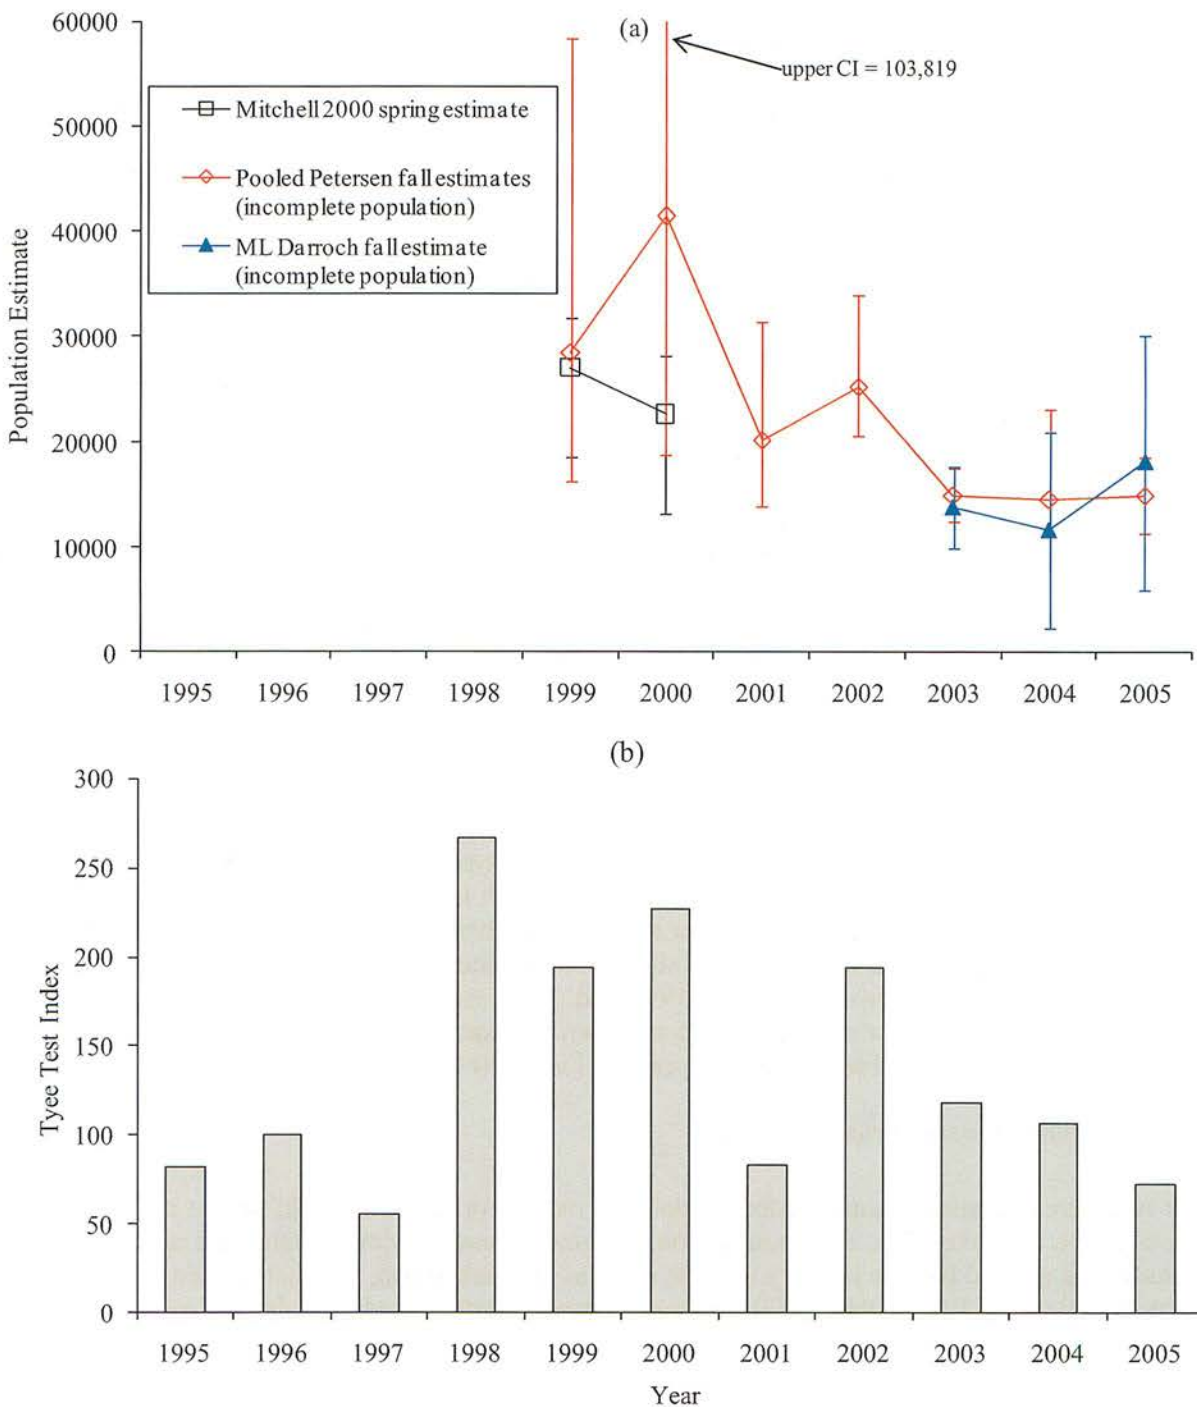 (a)
60000
50000
40000
30000
20000
10000
0
Population Estimate
upper CI = 103,819
Mitchell 2000 spring estimate
Pooled Petersen fall estimates
(incomplete population)
ML Darroch fall estimate
(incomplete population)
1995 1996 1997 1998 1999 2000 2001 2002 2003 2004 2005
(b)
300
250
200
150
100
50
0
Tyee Test Index
1995 1996 1997 1998 1999 2000 2001 2002 2003 2004 2005
Year